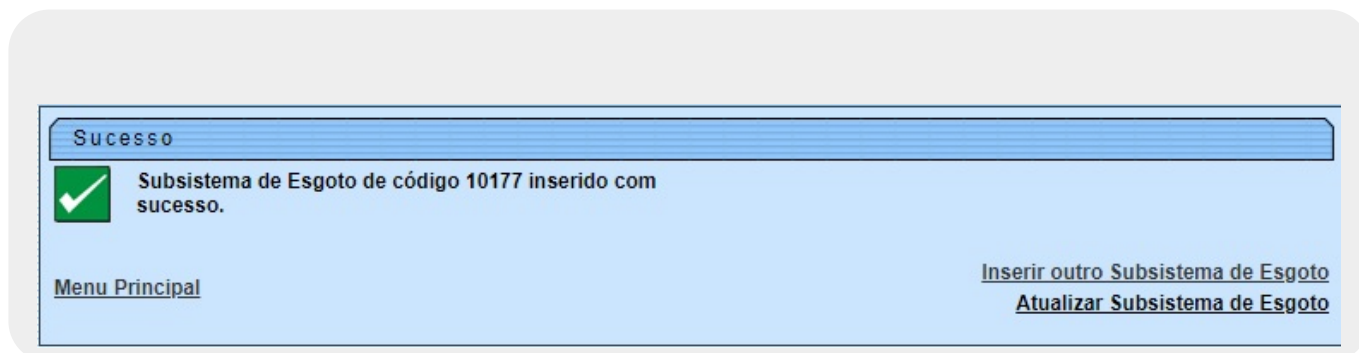 Sucesso
Subsistema de Esgoto de código 10177 inserido com
sucesso.
Menu Principal
Inserir outro Subsistema de Esgoto
Atualizar Subsistema de Esgoto